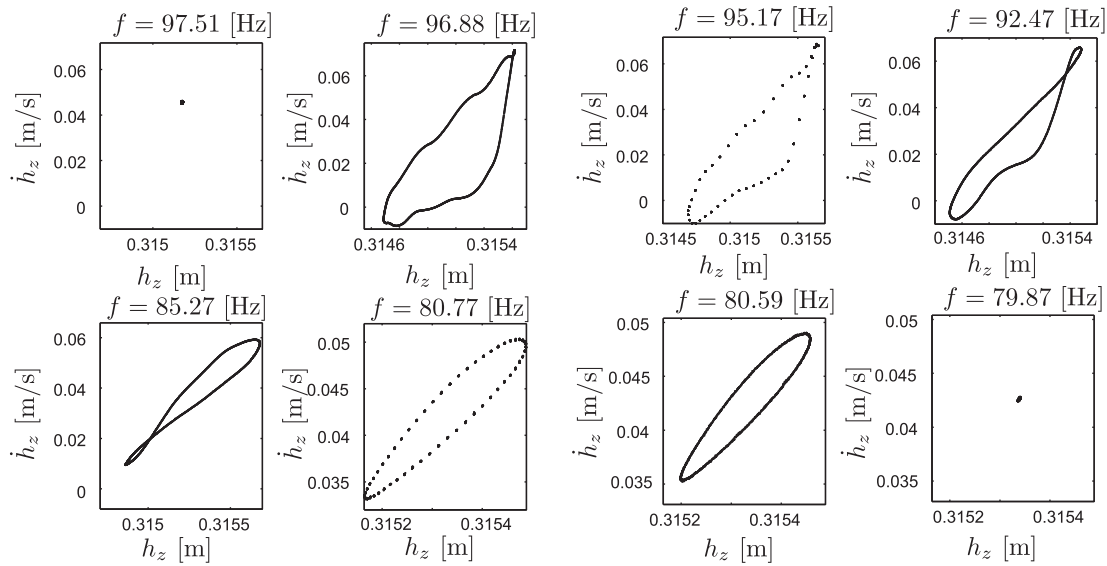 f = 97.51 [Hz]
f = 96.88 [Hz]
f = 95.17 [Hz]
f = 92.47 [Hz]
0.06
0.04
0.02
0
ḣz [m/s]
0.315
0.3155
hz [m]
0.06
0.04
0.02
0
ḣz [m/s]
0.3146
0.3154
hz [m]
0.06
0.04
0.02
0
ḣz [m/s]
0.3145
0.315
0.3155
hz [m]
0.06
0.04
0.02
0
ḣz [m/s]
0.3146
0.3154
hz [m]
f = 85.27 [Hz]
f = 80.77 [Hz]
f = 80.59 [Hz]
f = 79.87 [Hz]
0.06
0.04
0.02
0
ḣz [m/s]
0.315
0.3155
hz [m]
0.05
0.045
0.04
0.035
ḣz [m/s]
0.3152
0.3154
hz [m]
0.05
0.045
0.04
0.035
ḣz [m/s]
0.3152
0.3154
hz [m]
0.05
0.045
0.04
0.035
ḣz [m/s]
0.3152
0.3154
hz [m]